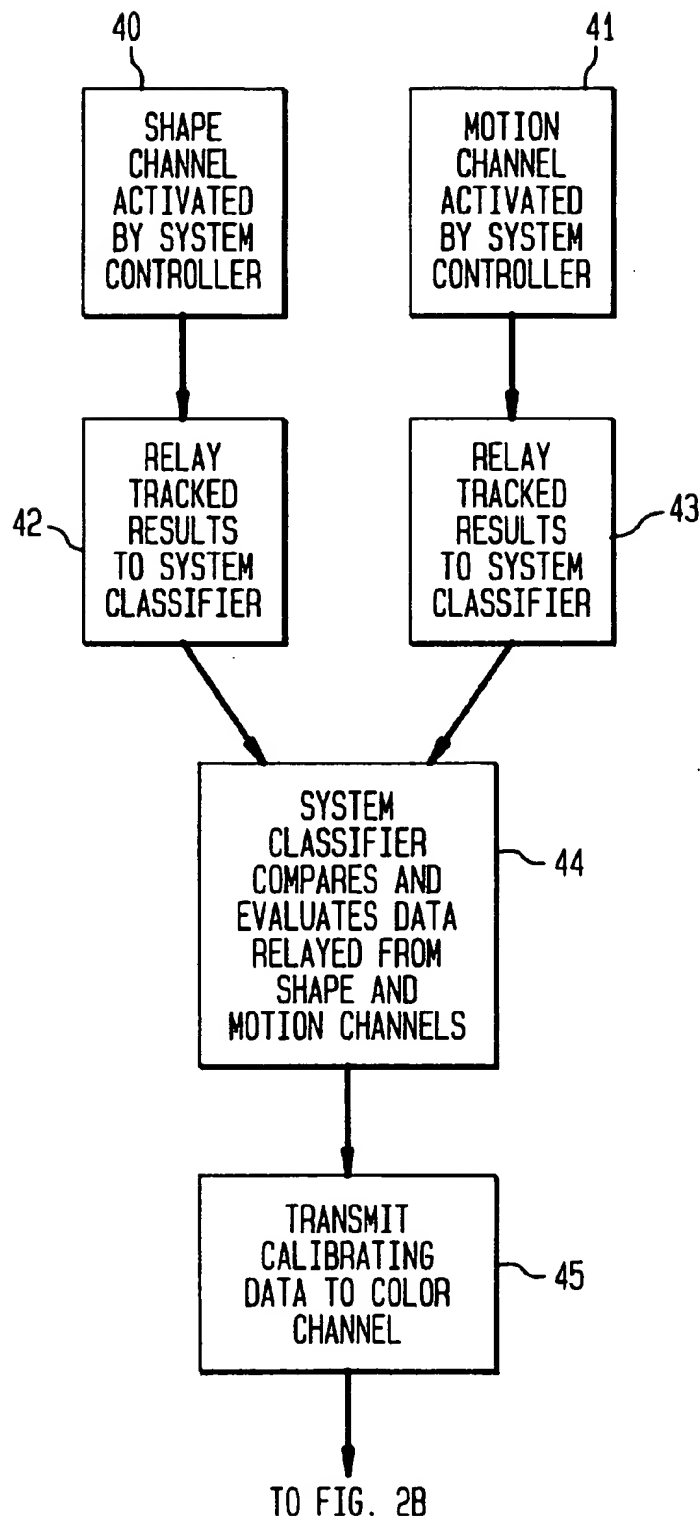 40
41
SHAPE
CHANNEL
ACTIVATED
BY SYSTEM
CONTROLLER
MOTION
CHANNEL
ACTIVATED
BY SYSTEM
CONTROLLER
42
RELAY
TRACKED
RESULTS
TO SYSTEM
CLASSIFIER
RELAY
TRACKED
RESULTS
TO SYSTEM
CLASSIFIER
43
SYSTEM
CLASSIFIER
COMPARES AND
EVALUATES DATA
RELAYED FROM
SHAPE AND
MOTION CHANNELS
44
TRANSMIT
CALIBRATING
DATA TO COLOR
CHANNEL
45
TO FIG. 2B